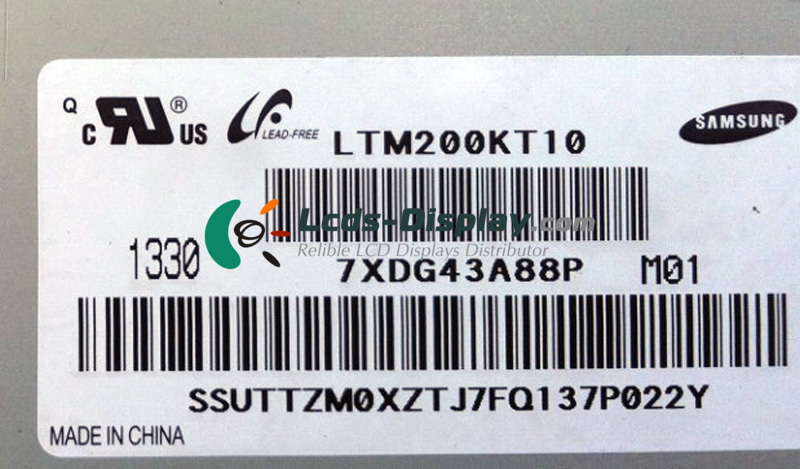 Q
c UL ® US
LEAD-FREE
LTM200KT10
SAMSUNG
Lcds-Display.com
Relible LCD Displays Distributor
1330
7XDG43A88P M01
SSUTTZM0XZTJ7FQ137P022Y
MADE IN CHINA